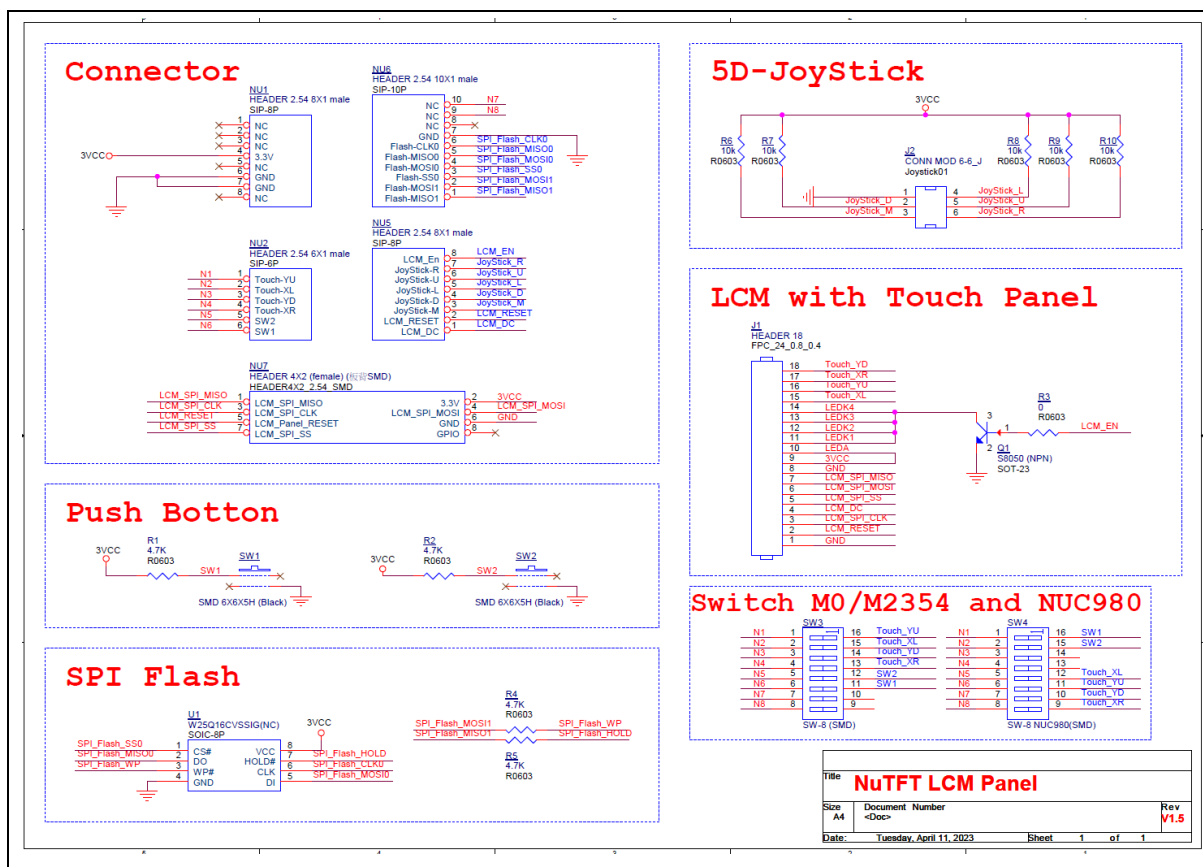 Connector
NU1
HEADER 2.54 8X1 male
SIP-8P
1 NC
2 NC
3 NC
3VCC 4 3.3V
5 NC
6 GND
7 GND
8 NC
NU6
HEADER 2.54 10X1 male
SIP-10P
NC 10 N7
NC 9 N8
NC 8
GND 7
Flash-CLK0 6 SPI_Flash_CLK0
Flash-MISO0 5 SPI_Flash_MISO0
Flash-MOSI0 4 SPI_Flash_MOSI0
Flash-SS0 3 SPI_Flash_SS0
Flash-MOSI1 2 SPI_Flash_MOSI1
Flash-MISO1 1 SPI_Flash_MISO1
NU2
HEADER 2.54 6X1 male
SIP-6P
N1 1 Touch-YU
N2 2 Touch-XL
N3 3 Touch-YD
N4 4 Touch-XR
N5 5 SW2
N6 6 SW1
NU5
HEADER 2.54 8X1 male
SIP-8P
LCM_En 8 LCM_EN
JoyStick-R 7 JoyStick_R
JoyStick-U 6 JoyStick_U
JoyStick-L 5 JoyStick_L
JoyStick-D 4 JoyStick_D
JoyStick-M 3 JoyStick_M
LCM_RESET 2 LCM_RESET
LCM_DC 1 LCM_DC
NU7
HEADER 4X2 (female) (板背SMD)
HEADER4X2_2.54_SMD
LCM_SPI_MISO 1 LCM_SPI_MISO 3.3V 2 3VCC
LCM_SPI_CLK 3 LCM_SPI_CLK LCM_SPI_MOSI 4 LCM_SPI_MOSI
LCM_RESET 5 LCM_Panel_RESET GND 6 GND
LCM_SPI_SS 7 LCM_SPI_SS GPIO 8
Push Botton
3VCC R1 4.7K R0603 SW1 SW1
SMD 6X6X5H (Black)
3VCC R2 4.7K R0603 SW2 SW2
SMD 6X6X5H (Black)
SPI Flash
U1
W25Q16CVSSIG(NC)
SOIC-8P
3VCC
SPI_Flash_SS0 1 CS# VCC 8
SPI_Flash_MISO0 2 DO HOLD# 7 SPI_Flash_HOLD
SPI_Flash_WP 3 WP# CLK 6 SPI_Flash_CLK0
4 GND DI 5 SPI_Flash_MOSI0
R4
4.7K
R0603
SPI_Flash_MOSI1 SPI_Flash_WP
SPI_Flash_MISO1 SPI_Flash_HOLD
R5
4.7K
R0603
5D-JoyStick
3VCC
R6 R7 R8 R9 R10
10k 10k 10k 10k 10k
R0603 R0603 R0603 R0603 R0603
J2
CONN MOD 6-6_J
Joystick01
1 4 JoyStick_L
JoyStick_D 2 5 JoyStick_U
JoyStick_M 3 6 JoyStick_R
LCM with Touch Panel
J1
HEADER 18
FPC_24_0.8_0.4
18 Touch_YD
17 Touch_XR
16 Touch_YU
15 Touch_XL
14 LEDK4
13 LEDK3
12 LEDK2
11 LEDK1
10 LEDA
9 3VCC
8 GND
7 LCM_SPI_MISO
6 LCM_SPI_MOSI
5 LCM_SPI_SS
4 LCM_DC
3 LCM_SPI_CLK
2 LCM_RESET
1 GND
R3
0
R0603
3 1 LCM_EN
2 Q1
S8050 (NPN)
SOT-23
Switch M0/M2354 and NUC980
SW3
N1 1 16 Touch_YU
N2 2 15 Touch_XL
N3 3 14 Touch_YD
N4 4 13 Touch_XR
N5 5 12 SW2
N6 6 11 SW1
N7 7 10
N8 8 9
SW-8 (SMD)
SW4
N1 1 16 SW1
N2 2 15 SW2
N3 3 14
N4 4 13
N5 5 12 Touch_XL
N6 6 11 Touch_YU
N7 7 10 Touch_YD
N8 8 9 Touch_XR
SW-8 NUC980(SMD)
Title NuTFT LCM Panel
Size Document Number Rev
A4 <Doc> V1.5
Date: Tuesday, April 11, 2023 Sheet 1 of 1